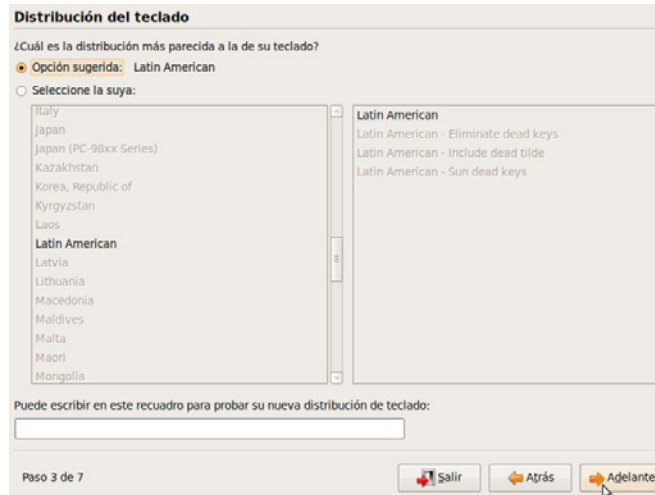 Distribución del teclado
¿Cuál es la distribución más parecida a la de su teclado?
Opción sugerida: Latin American
Seleccione la suya:
Italy
Japan
Japan (PC-98xx Series)
Kazakhstan
Korea, Republic of
Kyrgyzstan
Laos
Latin American
Latvia
Lithuania
Macedonia
Maldives
Malta
Maori
Mongolia
Latin American
Latin American - Eliminate dead keys
Latin American - Include dead tilde
Latin American - Sun dead keys
Puede escribir en este recuadro para probar su nueva distribución de teclado:
Paso 3 de 7
Salir
Atrás
Adelante